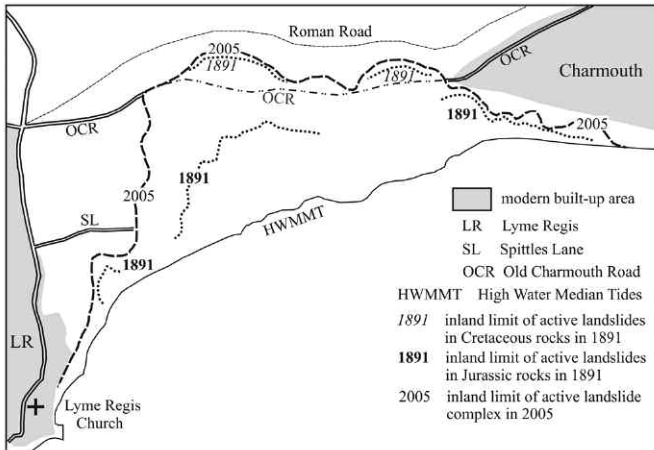 Roman Road
2005
1891
1891
OCR
OCR
Charmouth
OCR
1891
2005
1891
2005
HWMMT
SL
1891
LR
Lyme Regis
Church
modern built-up area
LR Lyme Regis
SL Spittles Lane
OCR Old Charmouth Road
HWMMT High Water Median Tides
1891 inland limit of active landslides
in Cretaceous rocks in 1891
1891 inland limit of active landslides
in Jurassic rocks in 1891
2005 inland limit of active landslide
complex in 2005